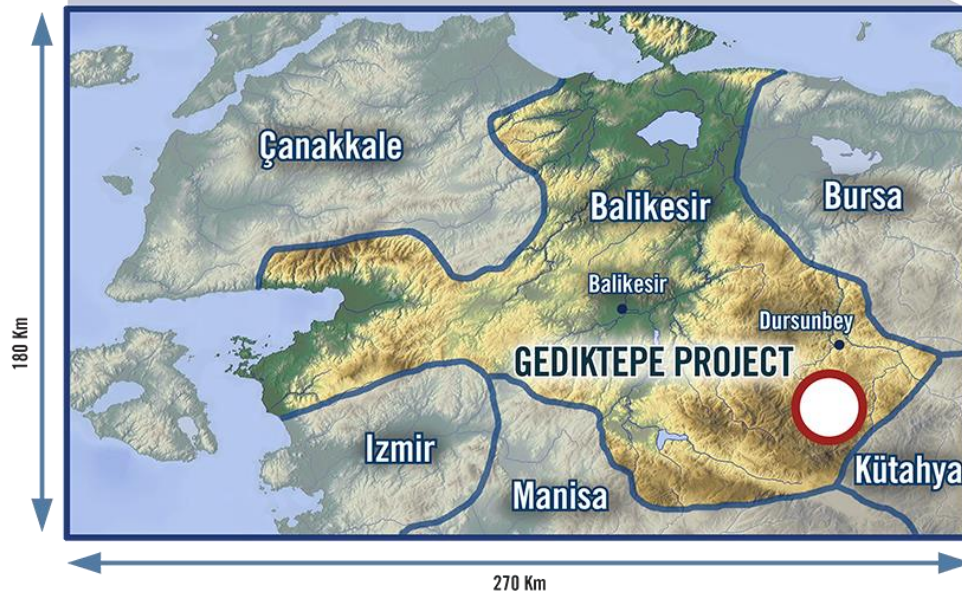 Çanakkale
Balikesir
Bursa
Balikesir
Dursunbey
GEDIKTEPE PROJECT
Izmir
Manisa
Kütahya
180 Km
270 Km